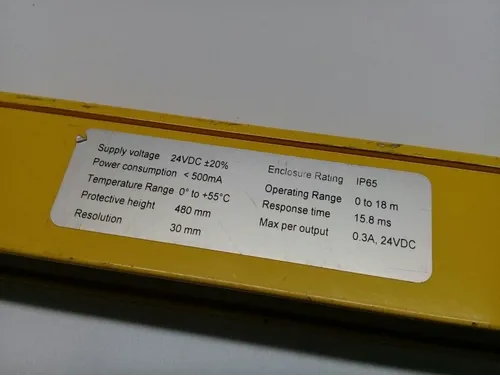 Supply voltage 24VDC ±20%
Power consumption < 500mA
Temperature Range 0° to +55°C
Protective height 480 mm
Resolution 30 mm
Enclosure Rating IP65
Operating Range 0 to 18 m
Response time 15.8 ms
Max per output 0.3A, 24VDC